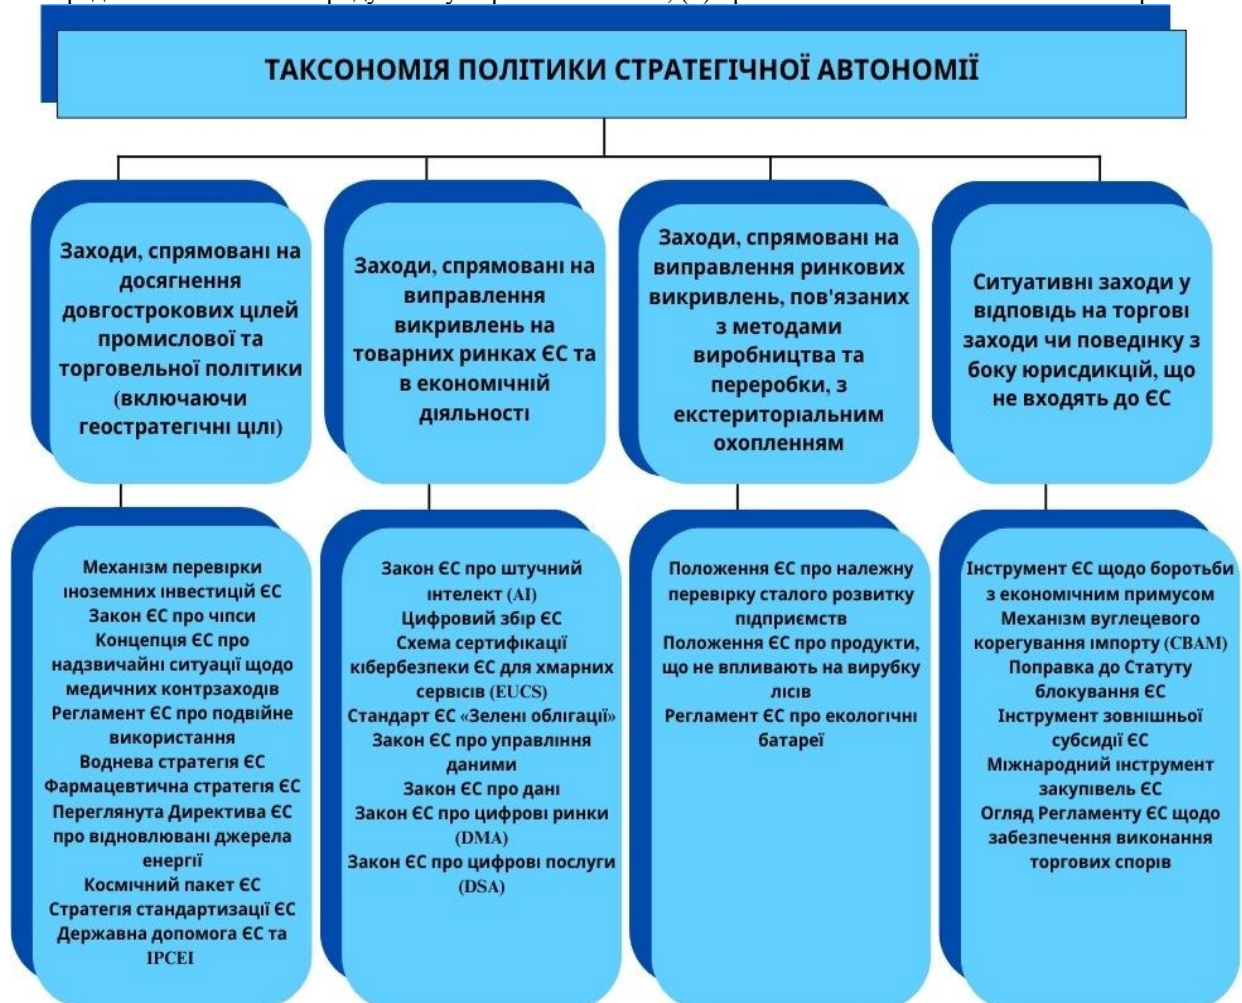 ТАКСОНОМІЯ ПОЛІТИКИ СТРАТЕГІЧНОЇ АВТОНОМІЇ
Заходи, спрямовані на
досягнення
довгострокових цілей
промислової та
торговельної політики
(включаючи
геостратегічні цілі)
Заходи, спрямовані на
виправлення
викривлень на
товарних ринках ЄС та
в економічній
діяльності
Заходи, спрямовані на
виправлення ринкових
викривлень, пов'язаних
з методами
виробництва та
переробки, з
екстериторіальним
охопленням
Ситуативні заходи у
відповідь на торгові
заходи чи поведінку з
боку юрисдикцій, що
не входять до ЄС
Механізм перевірки
іноземних інвестицій ЄС
Закон ЄС про чіпси
Концепція ЄС про
надзвичайні ситуації щодо
медичних контрзаходів
Регламент ЄС про подвійне
використання
Воднева стратегія ЄС
Фармацевтична стратегія ЄС
Переглянута Директива ЄС
про відновлювані джерела
енергії
Космічний пакет ЄС
Стратегія стандартизації ЄС
Державна допомога ЄС та
IPCEI
Закон ЄС про штучний
інтелект (AI)
Цифровий збір ЄС
Схема сертифікації
кібербезпеки ЄС для хмарних
сервісів (EUCS)
Стандарт ЄС «Зелені облігації»
Закон ЄС про управління
даними
Закон ЄС про дані
Закон ЄС про цифрові ринки
(DMA)
Закон ЄС про цифрові послуги
(DSA)
Положення ЄС про належну
перевірку сталого розвитку
підприємств
Положення ЄС про продукти,
що не впливають на вирубку
лісів
Регламент ЄС про екологічні
батареї
Інструмент ЄС щодо боротьби
з економічним примусом
Механізм вуглецевого
корегування імпорту (CBAM)
Поправка до Статуту
блокування ЄС
Інструмент зовнішньої
субсидії ЄС
Міжнародний інструмент
закупівель ЄС
Огляд Регламенту ЄС щодо
забезпечення виконання
торгових спорів